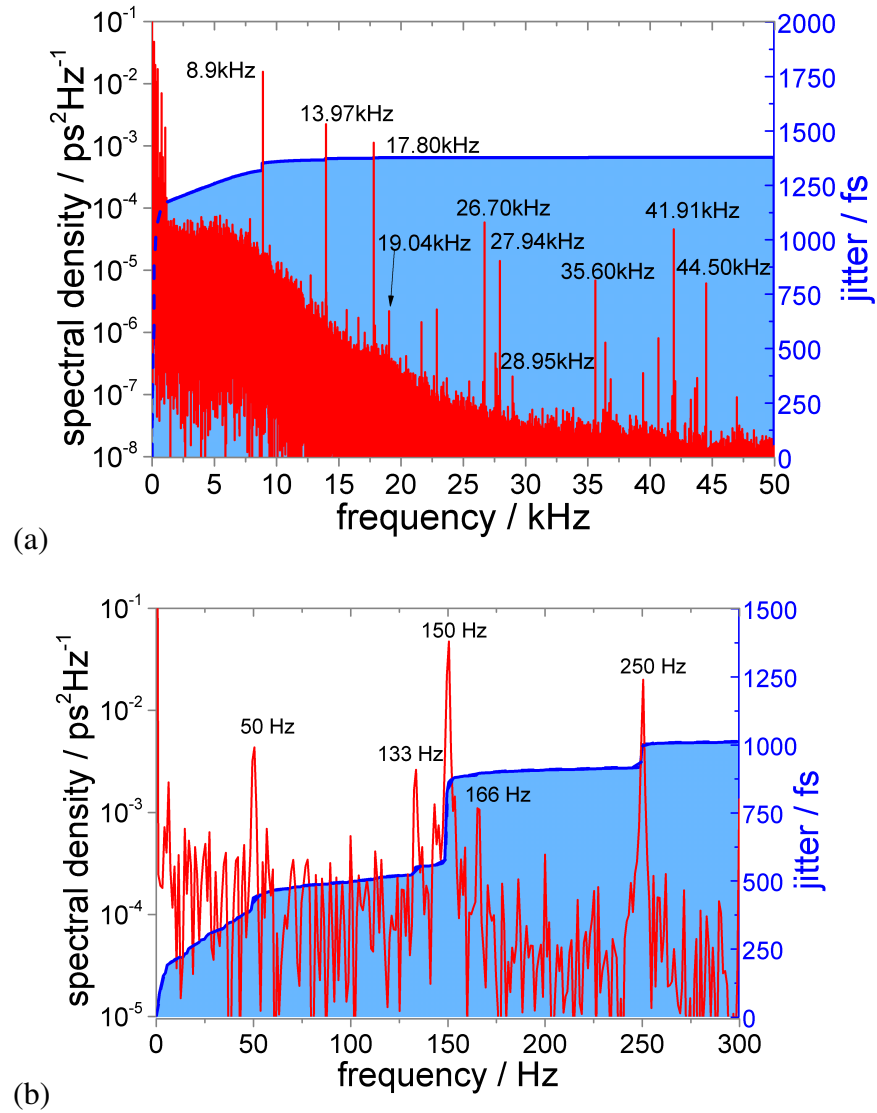 10^-1
10^-2
10^-3
10^-4
10^-5
10^-6
10^-7
10^-8
spectral density / ps^2Hz^-1
8.9kHz
13.97kHz
17.80kHz
19.04kHz
26.70kHz
27.94kHz
28.95kHz
35.60kHz
41.91kHz
44.50kHz
2000
1750
1500
1250
1000
750
500
250
0
jitter / fs
0 5 10 15 20 25 30 35 40 45 50
frequency / kHz
(a)
10^-1
10^-2
10^-3
10^-4
10^-5
spectral density / ps^2Hz^-1
50 Hz
133 Hz
150 Hz
166 Hz
250 Hz
1500
1250
1000
750
500
250
0
jitter / fs
0 50 100 150 200 250 300
frequency / Hz
(b)